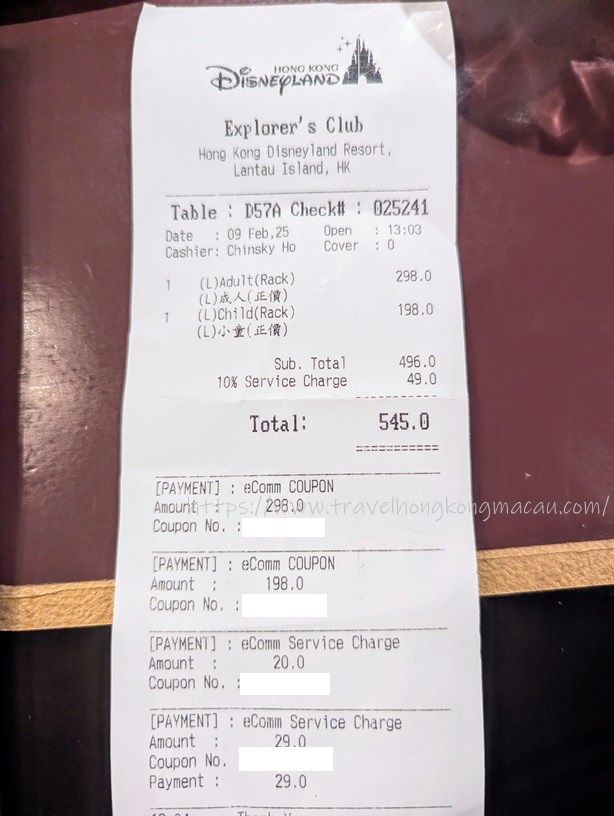 HONG KONG
DISNEYLAND
Explorer's Club
Hong Kong Disneyland Resort,
Lantau Island, HK
Table : D57A Check# : 025241
Date : 09 Feb,25 Open : 13:03
Cashier: Chinsky Ho Cover : 0
1 (L)Adult(Rack) 298.0
(L)成人(正價)
1 (L)Child(Rack) 198.0
(L)小童(正價)
Sub. Total 496.0
10% Service Charge 49.0
Total: 545.0
[PAYMENT] : eComm COUPON
Amount : 298.0
https://www.travelhongkongmacau.com/
Coupon No. :
[PAYMENT] : eComm COUPON
Amount : 198.0
Coupon No. :
[PAYMENT] : eComm Service Charge
Amount : 20.0
Coupon No. :
[PAYMENT] : eComm Service Charge
Amount : 29.0
Coupon No.
Payment : 29.0